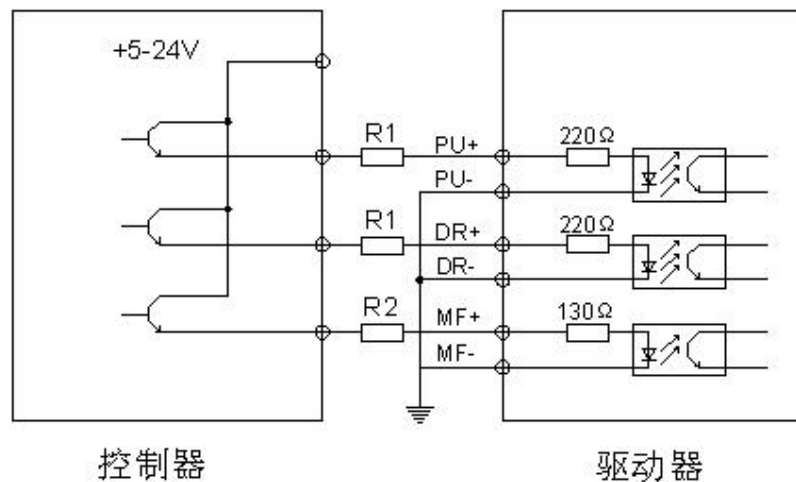 +5-24V
R1
PU+
220Ω
PU-
R1
DR+
220Ω
DR-
R2
MF+
130Ω
MF-
控制器
驱动器